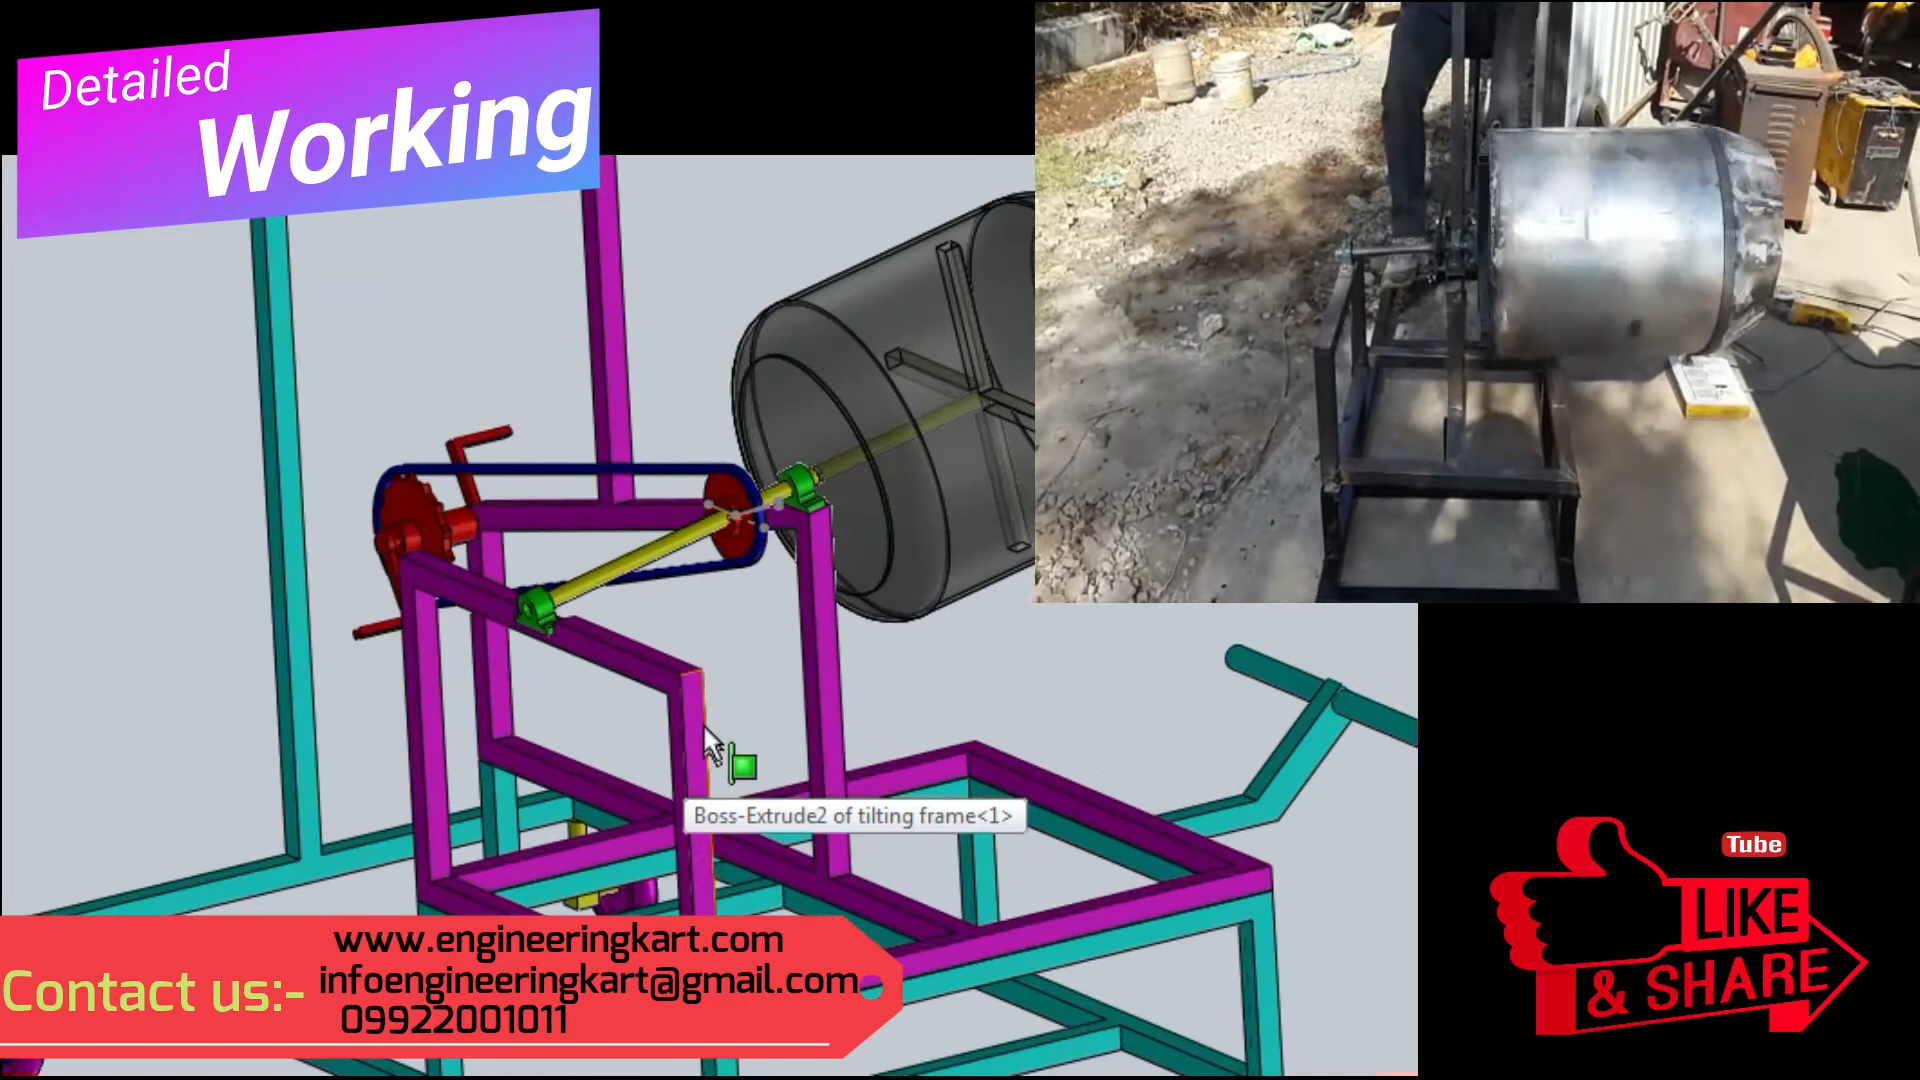 Detailed
Working
Boss-Extrude2 of tilting frame<1>
www.engineeringkart.com
Contact us:-
infoengineeringkart@gmail.com
09922001011
Tube
LIKE
& SHARE